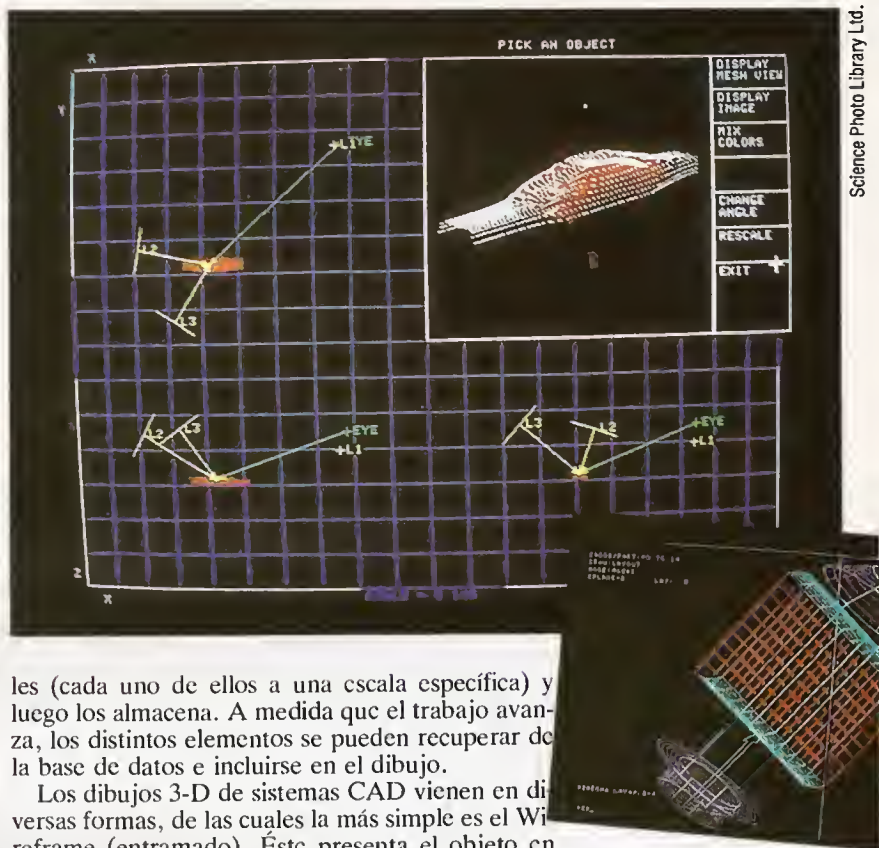 X
PICK AN OBJECT
Y
DISPLAY
MESH VIEW
DISPLAY
IMAGE
MIX
COLORS
CHANGE
ANGLE
RESCALE
EXIT
L1 EYE
L2
L3
L2 L3
EYE
L1
L3 L2
EYE
L1
Z
X
Science Photo Library Ltd.
les (cada uno de ellos a una escala específica) y
luego los almacena. A medida que el trabajo avan-
za, los distintos elementos se pueden recuperar de
la base de datos e incluirse en el dibujo.
Los dibujos 3-D de sistemas CAD vienen en di
versas formas, de las cuales la más simple es el Wi
reframe (entramado). Éste presenta el objeto en